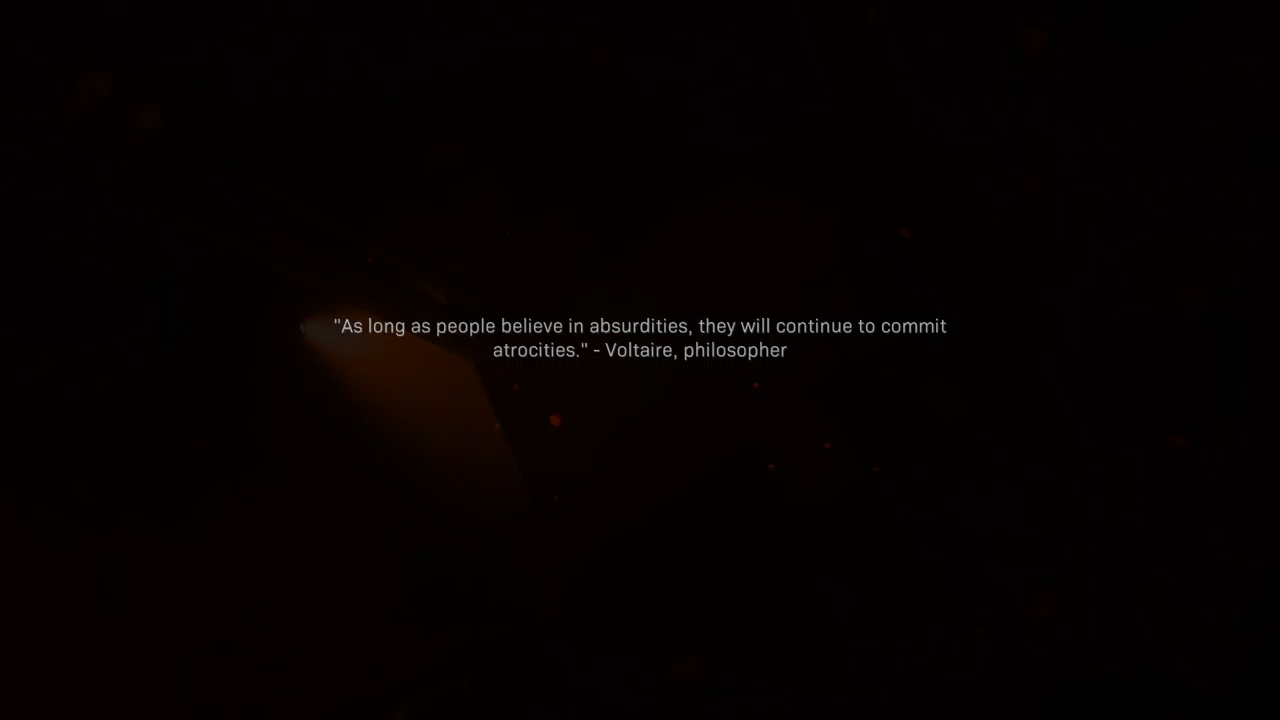 "As long as people believe in absurdities, they will continue to commit
atrocities." - Voltaire, philosopher